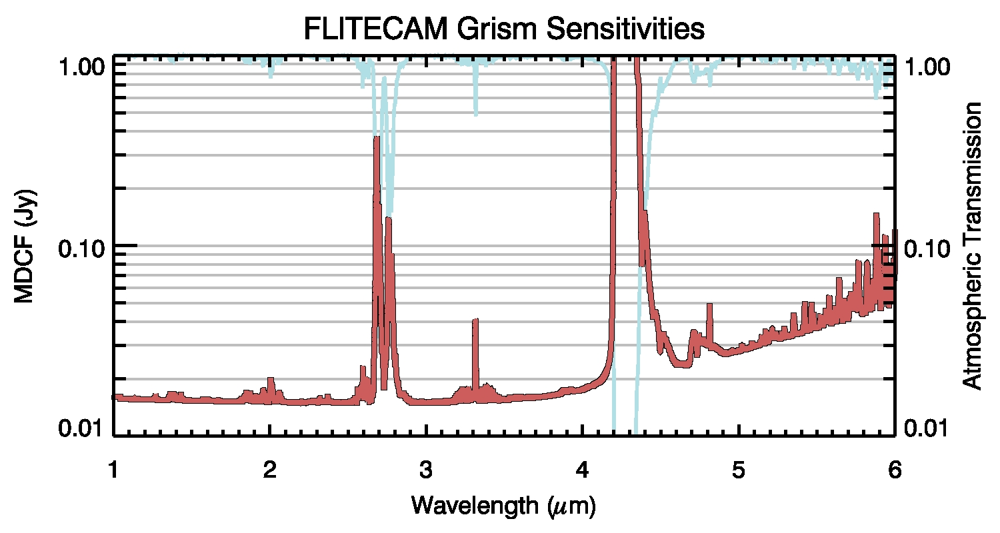 FLITECAM Grism Sensitivities
1.00
0.10
0.01
MDCF (Jy)
1.00
0.10
0.01
Atmospheric Transmission
1 2 3 4 5 6
Wavelength (μm)